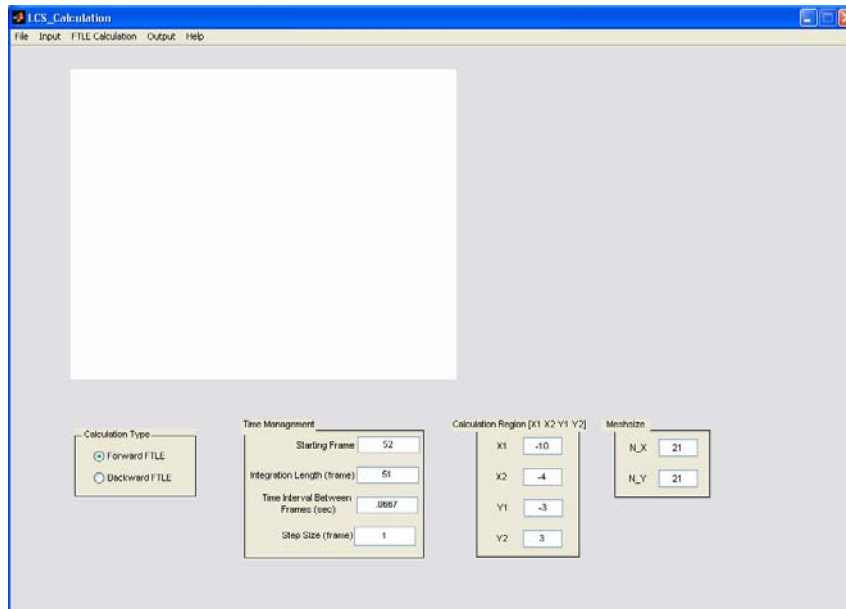 LCS_Calculation
File Input FTLE Calculation Output Help
Calculation Type
Forward FTLE
Backward FTLE
Time Management
Starting Frame 52
Integration Length (frame) 51
Time Interval Between
Frames (sec) .0667
Step Size (frame) 1
Calculation Region [X1 X2 Y1 Y2]
X1 -10
X2 -4
Y1 -3
Y2 3
Meshsize
N_X 21
N_Y 21